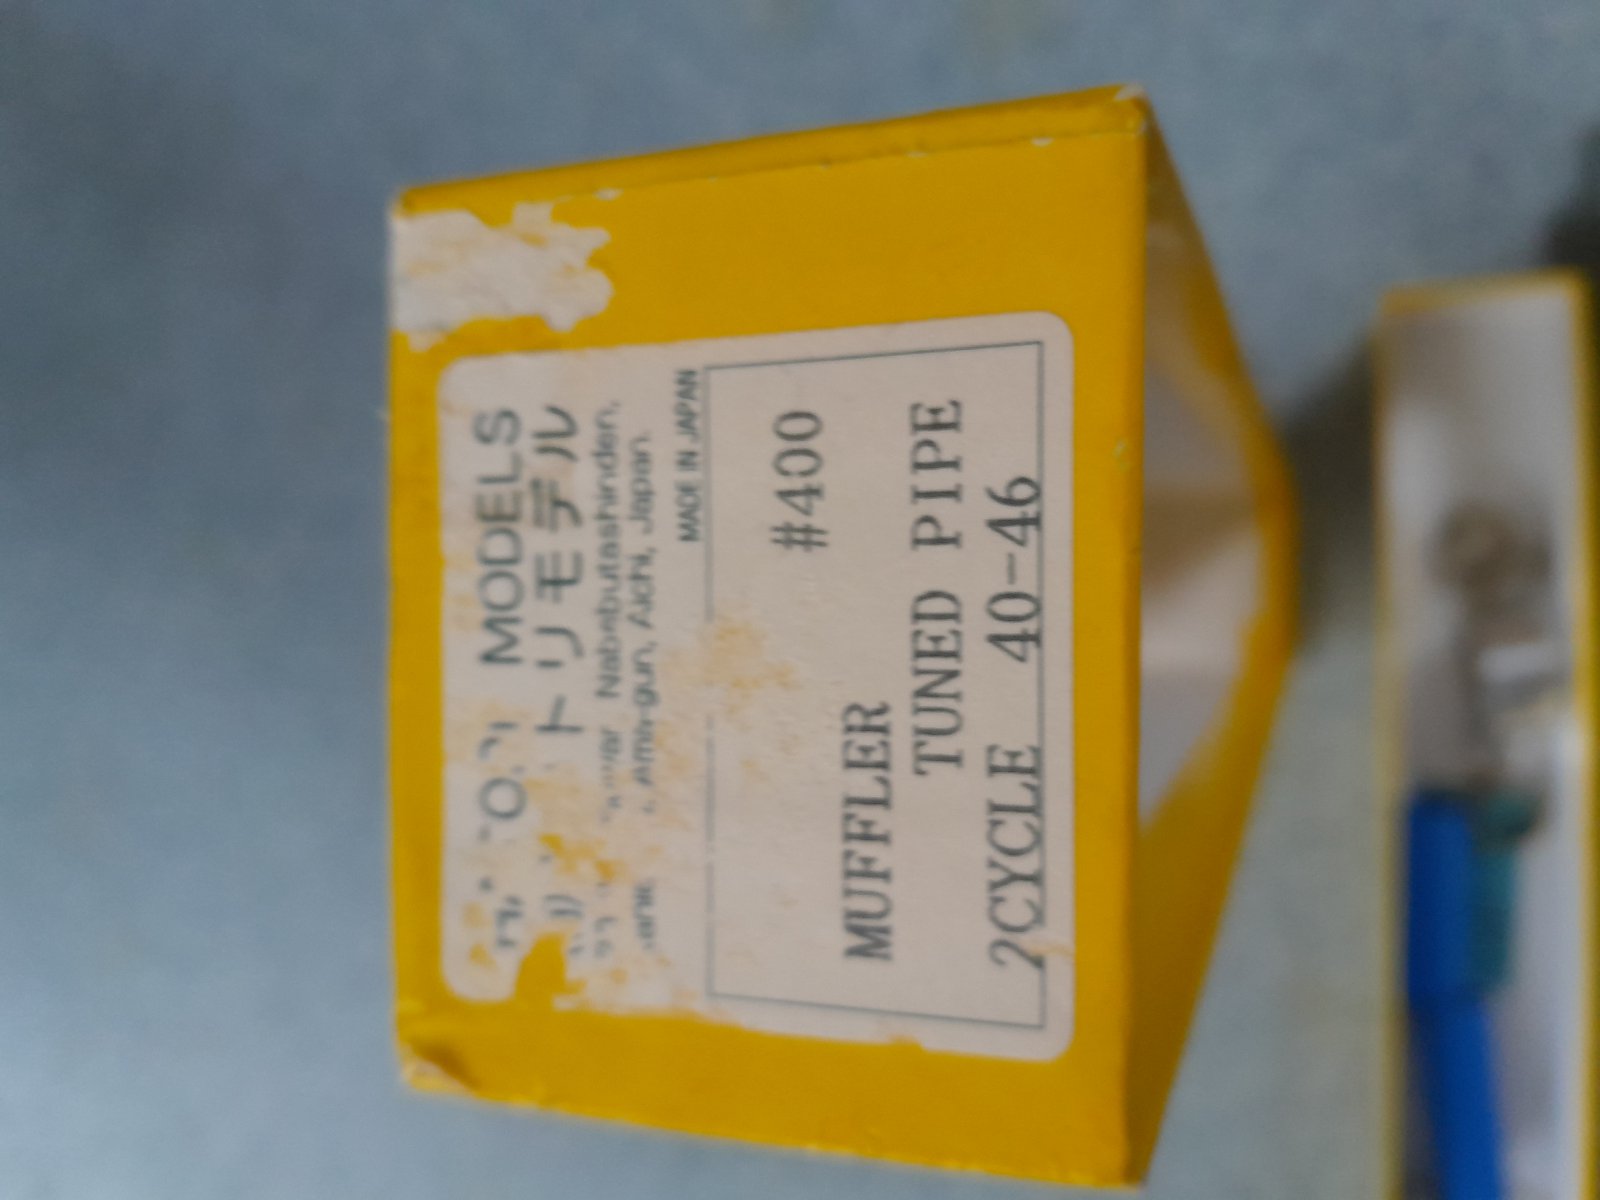 MODELS
トリモデル
Nabebutashinden,
Ama-gun, Aichi, Japan.
MADE IN JAPAN
#400
MUFFLER
TUNED PIPE
2CYCLE 40-46